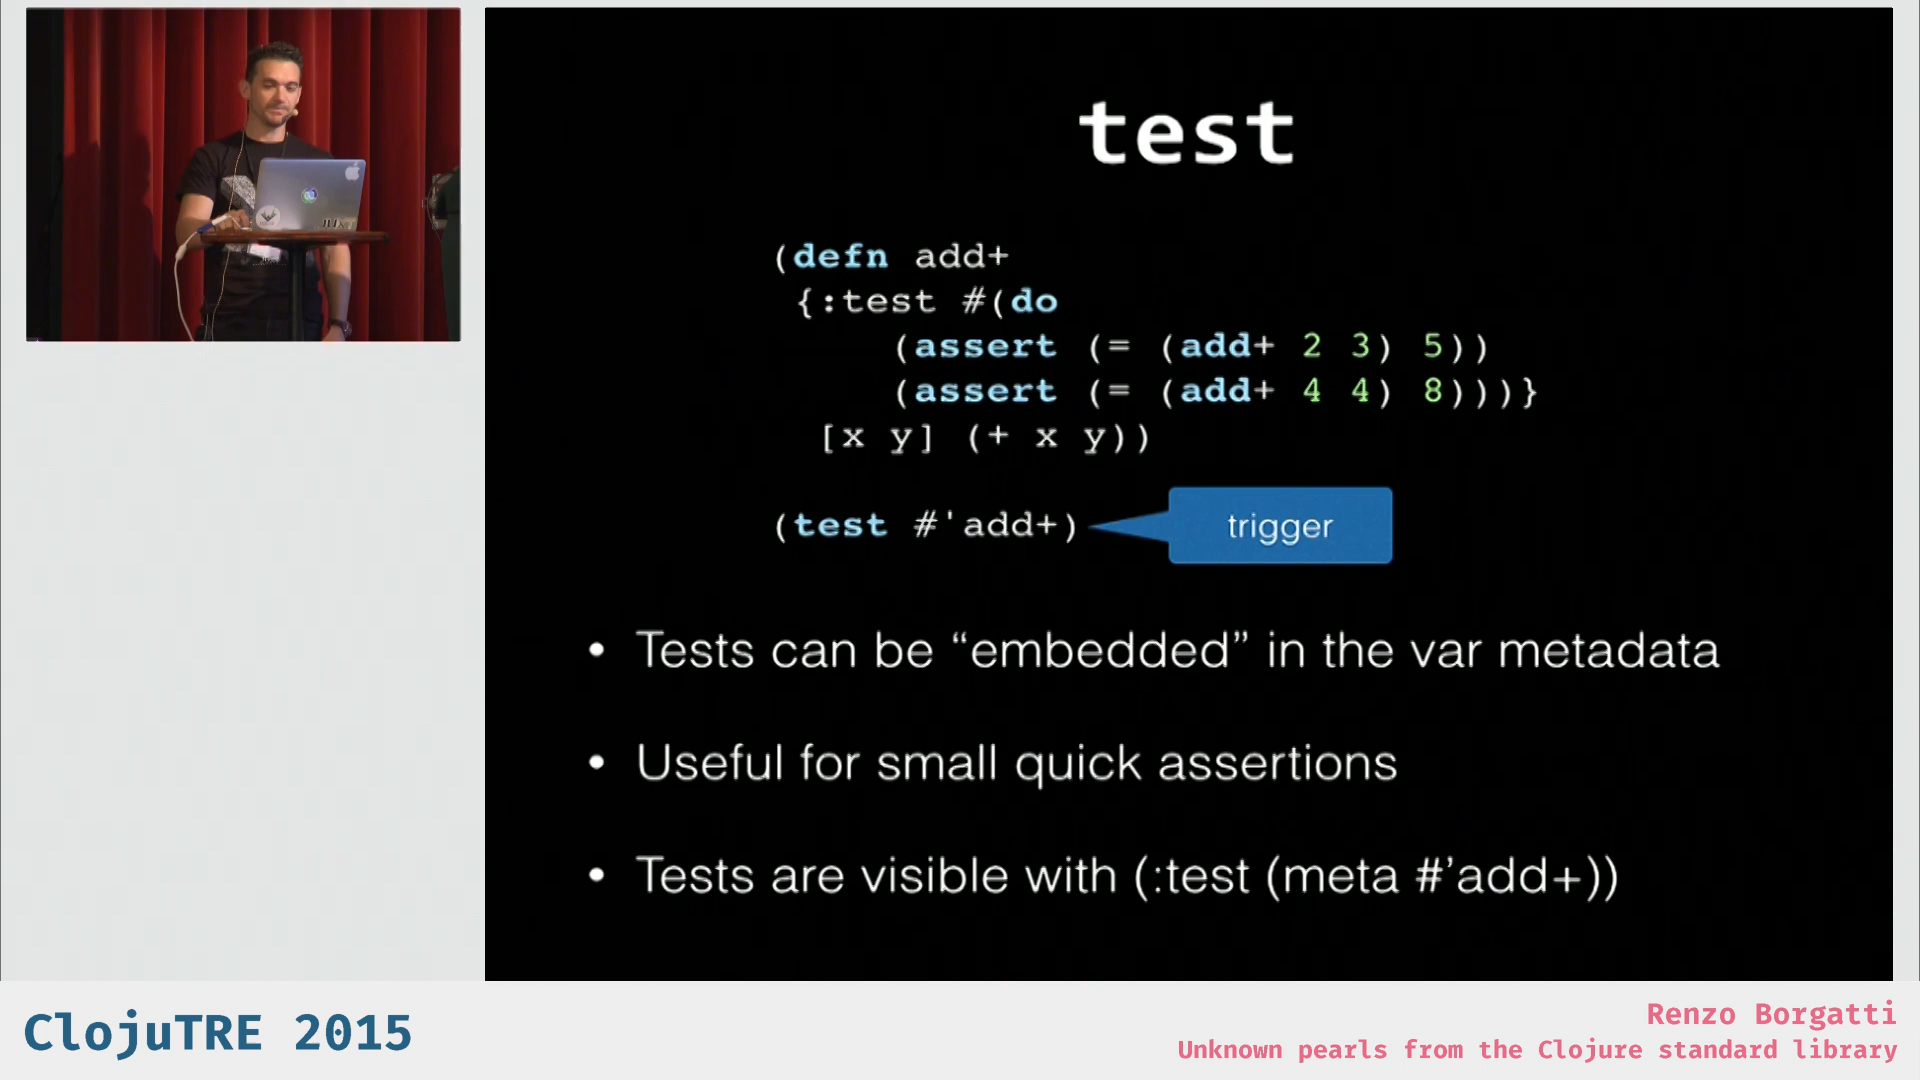 test
(defn add+
{:test #(do
(assert (= (add+ 2 3) 5))
(assert (= (add+ 4 4) 8)))}
[x y] (+ x y))
(test #'add+)
trigger
• Tests can be “embedded” in the var metadata
• Useful for small quick assertions
• Tests are visible with (:test (meta #’add+))
ClojuTRE 2015
Renzo Borgatti
Unknown pearls from the Clojure standard library